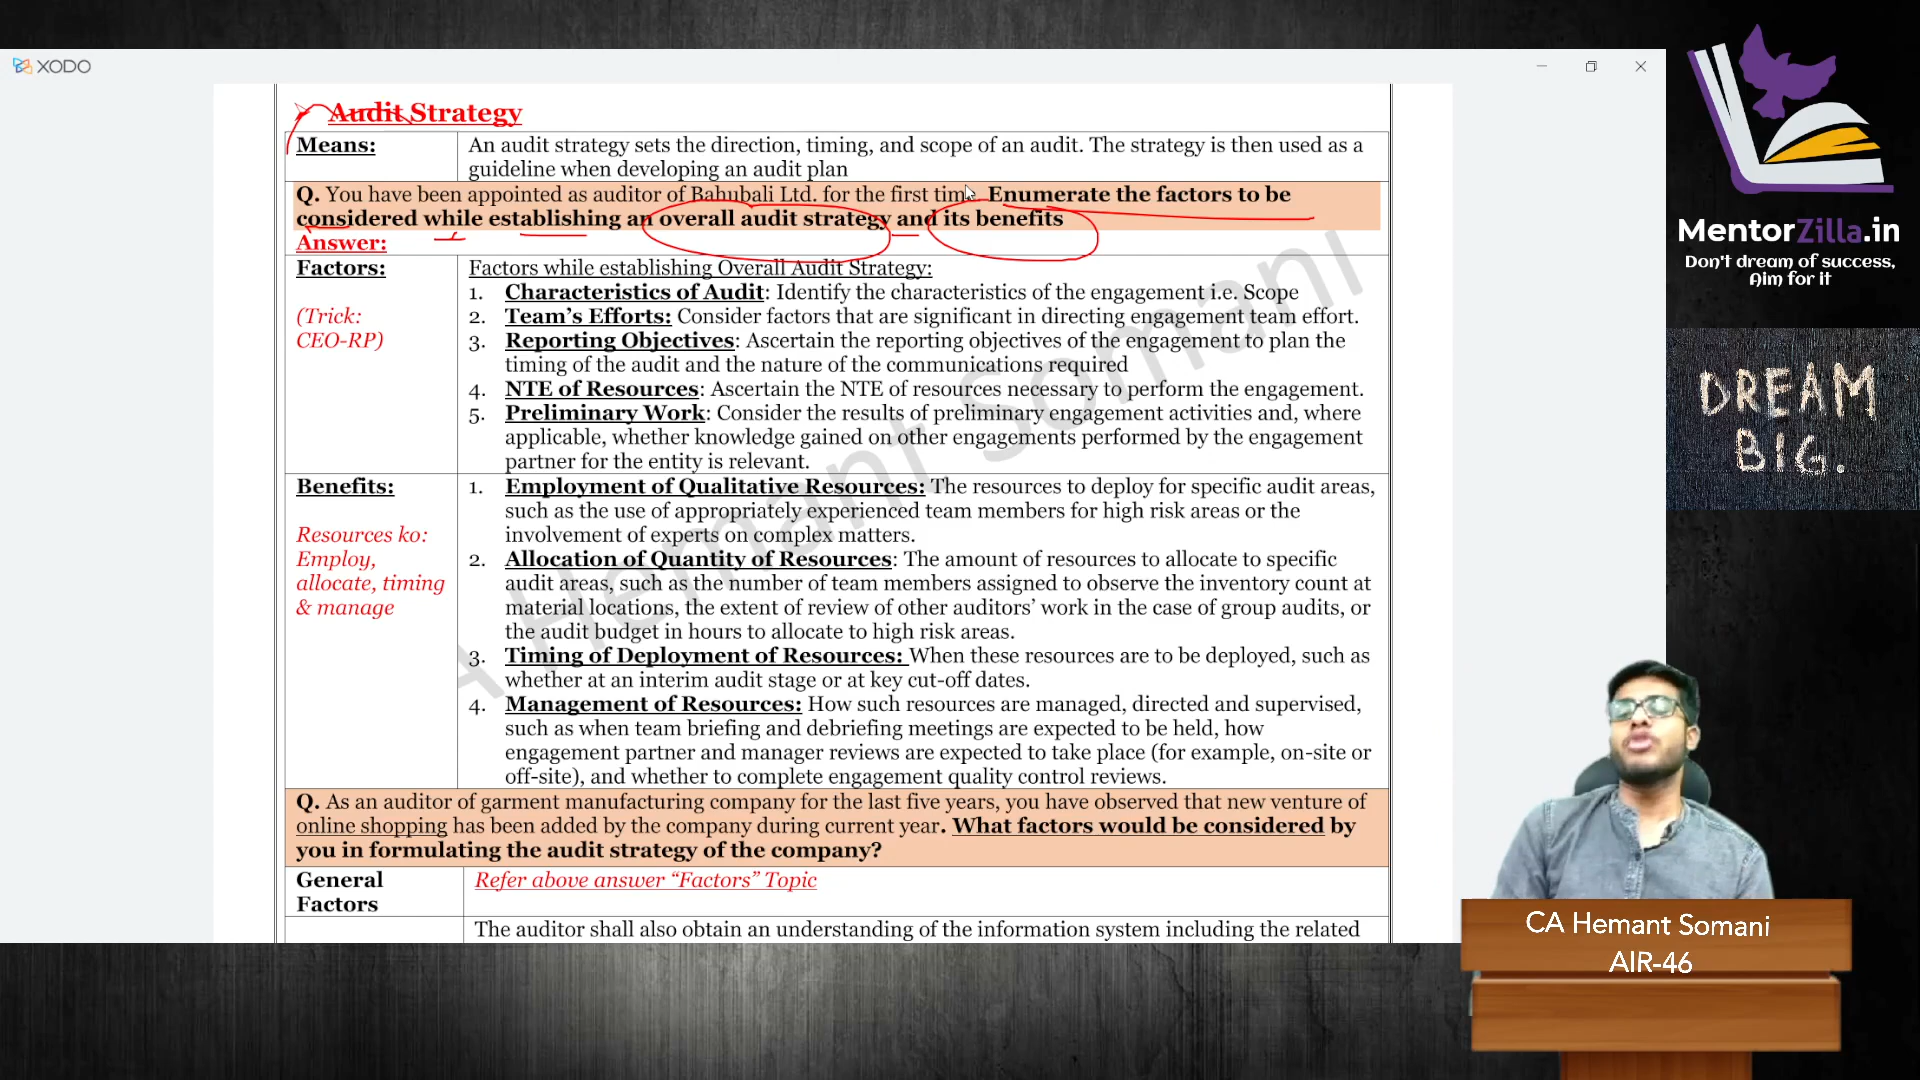 XODO
Audit Strategy
Means: An audit strategy sets the direction, timing, and scope of an audit. The strategy is then used as a
guideline when developing an audit plan
Q. You have been appointed as auditor of Bahubali Ltd. for the first time. Enumerate the factors to be
considered while establishing an overall audit strategy and its benefits
Answer:
Factors: Factors while establishing Overall Audit Strategy:
(Trick:
CEO-RP)
1. Characteristics of Audit: Identify the characteristics of the engagement i.e. Scope
2. Team's Efforts: Consider factors that are significant in directing engagement team effort.
3. Reporting Objectives: Ascertain the reporting objectives of the engagement to plan the
timing of the audit and the nature of the communications required
4. NTE of Resources: Ascertain the NTE of resources necessary to perform the engagement.
5. Preliminary Work: Consider the results of preliminary engagement activities and, where
applicable, whether knowledge gained on other engagements performed by the engagement
partner for the entity is relevant.
Benefits:
Resources ko:
Employ,
allocate, timing
& manage
1. Employment of Qualitative Resources: The resources to deploy for specific audit areas,
such as the use of appropriately experienced team members for high risk areas or the
involvement of experts on complex matters.
2. Allocation of Quantity of Resources: The amount of resources to allocate to specific
audit areas, such as the number of team members assigned to observe the inventory count at
material locations, the extent of review of other auditors' work in the case of group audits, or
the audit budget in hours to allocate to high risk areas.
3. Timing of Deployment of Resources: When these resources are to be deployed, such as
whether at an interim audit stage or at key cut-off dates.
4. Management of Resources: How such resources are managed, directed and supervised,
such as when team briefing and debriefing meetings are expected to be held, how
engagement partner and manager reviews are expected to take place (for example, on-site or
off-site), and whether to complete engagement quality control reviews.
Q. As an auditor of garment manufacturing company for the last five years, you have observed that new venture of
online shopping has been added by the company during current year. What factors would be considered by
you in formulating the audit strategy of the company?
General
Factors
Refer above answer "Factors" Topic
The auditor shall also obtain an understanding of the information system including the related
A Hemant Somani
MentorZilla.in
Don't dream of success,
Aim for it
DREAM
BIG.
CA Hemant Somani
AIR-46